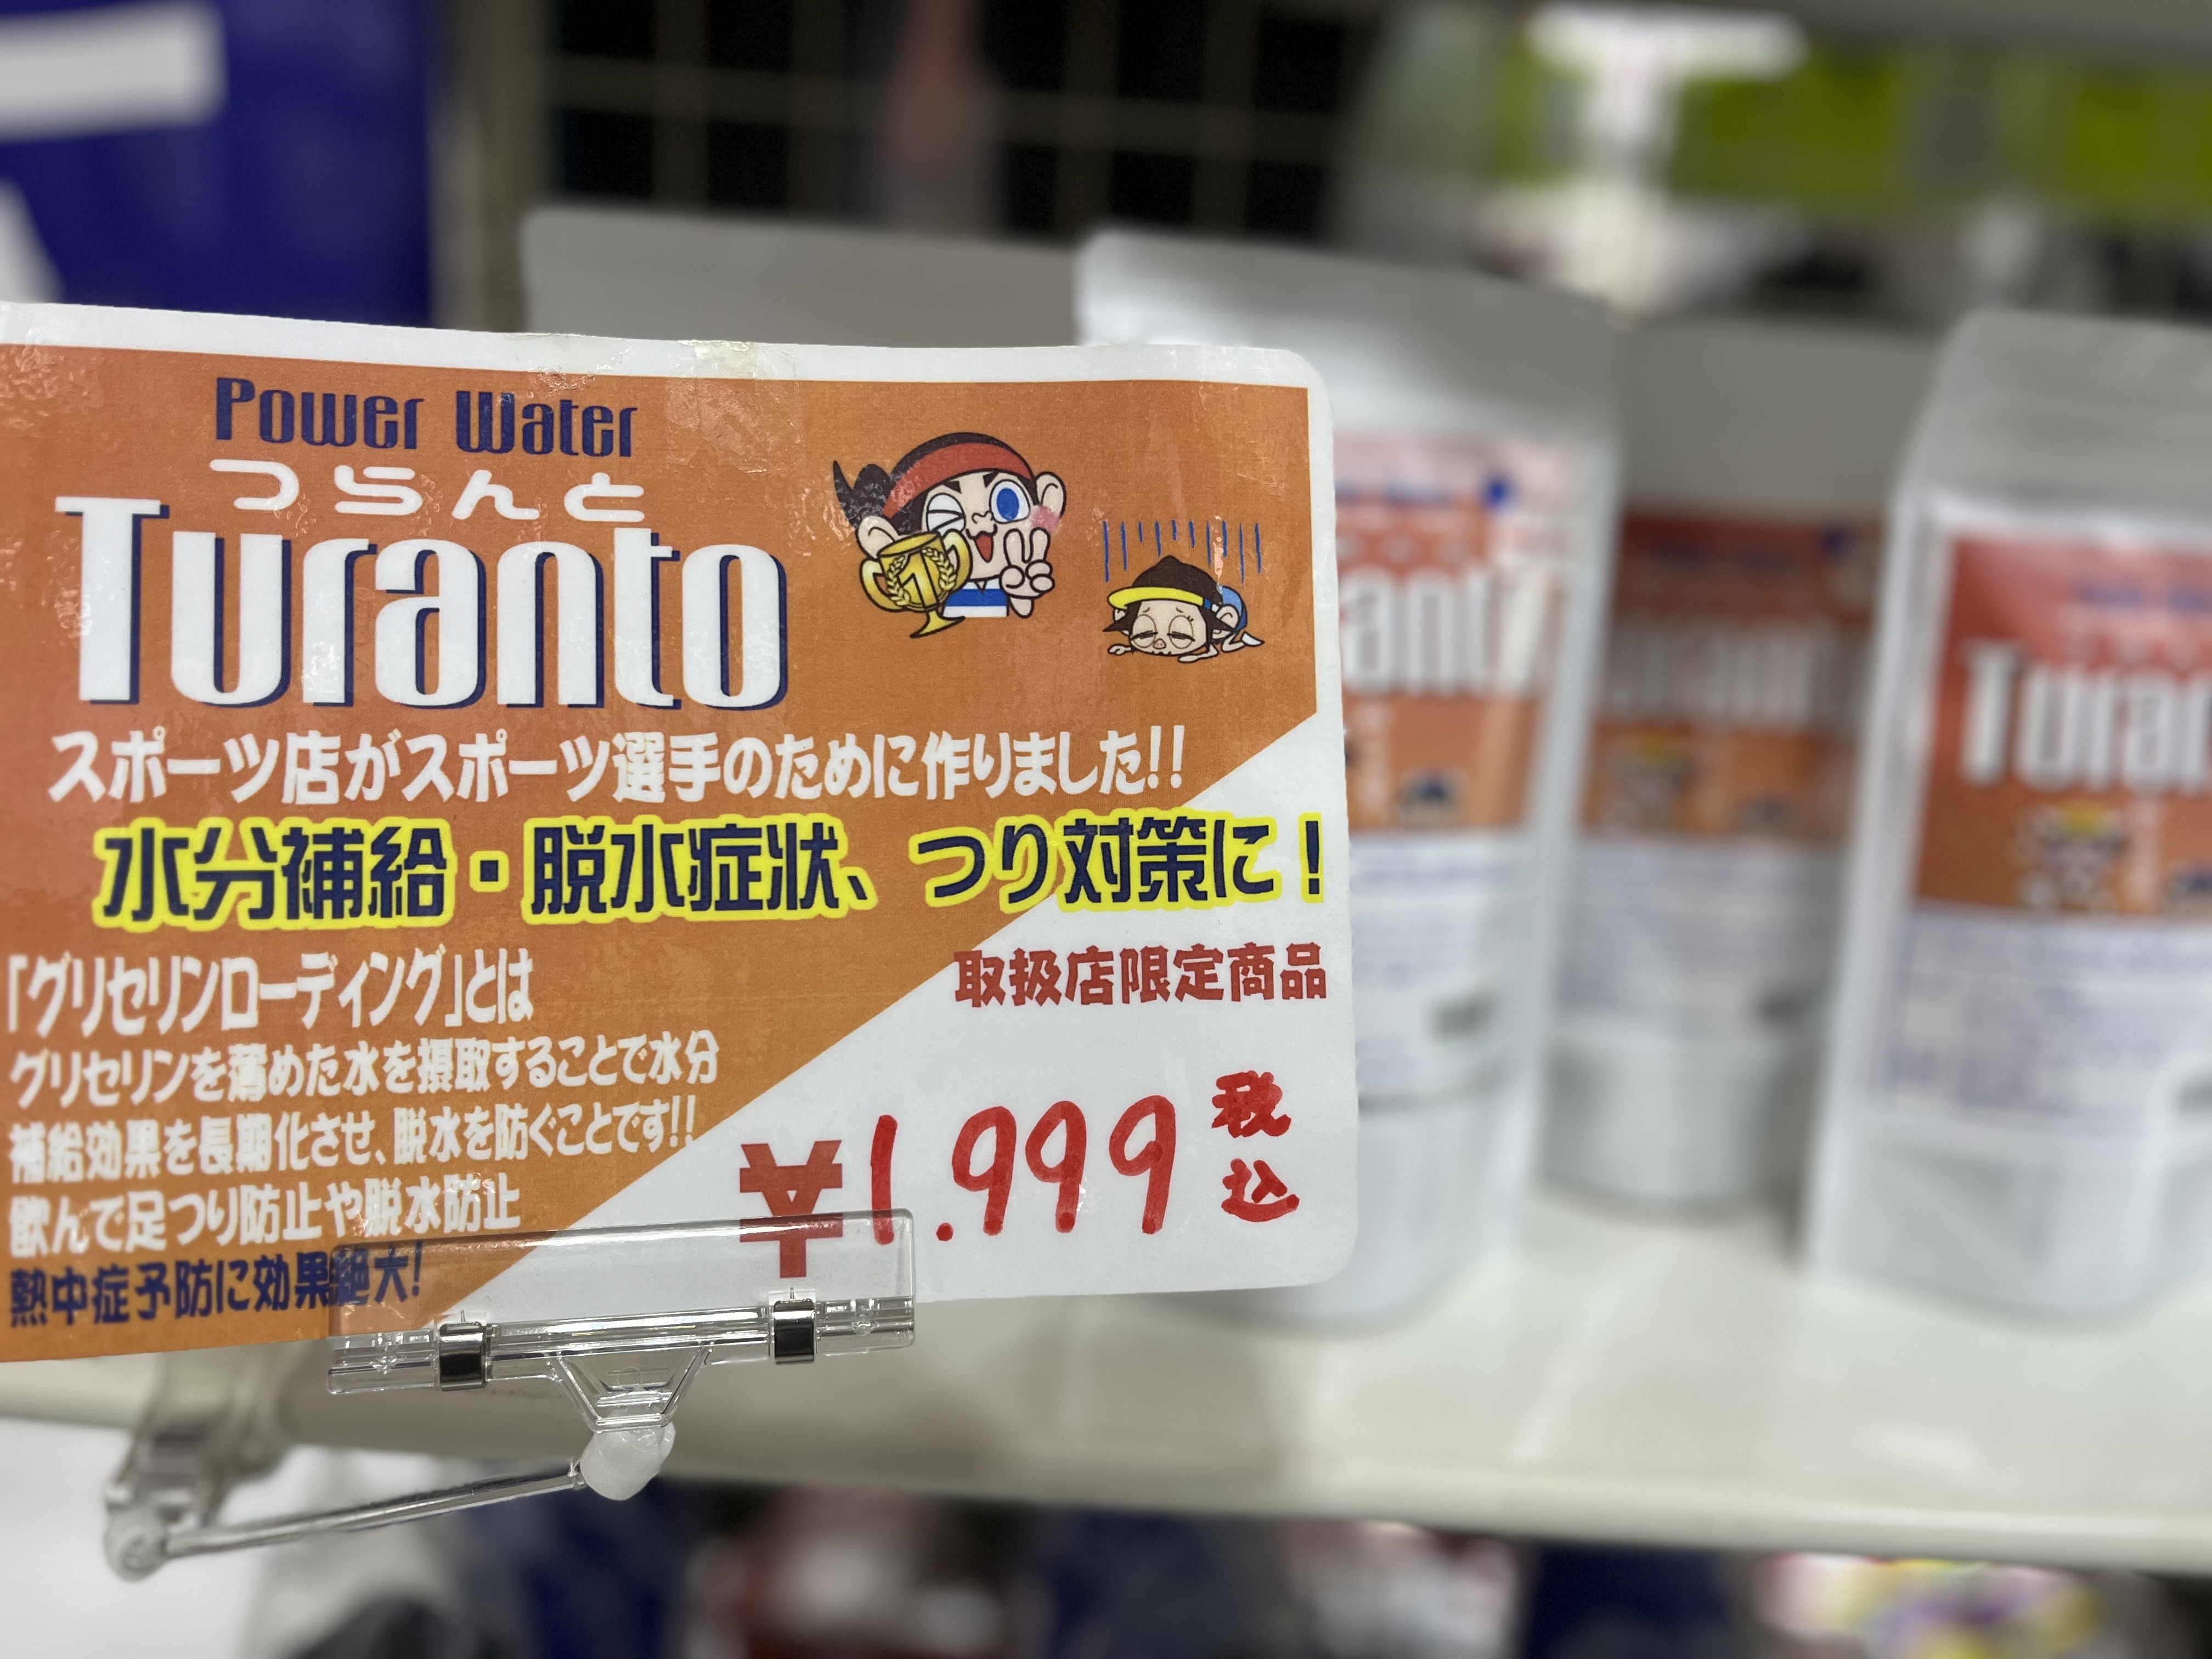 Power Water
つらんと
Turanto
1
スポーツ店がスポーツ選手のために作りました!!
水分補給・脱水症状、つり対策に！
取扱店限定商品
「グリセリンローディング」とは
グリセリンを薄めた水を摂取することで水分
補給効果を長期化させ、脱水を防ぐことです!!
飲んで足つり防止や脱水防止
熱中症予防に効果絶大!
¥1.999 税込